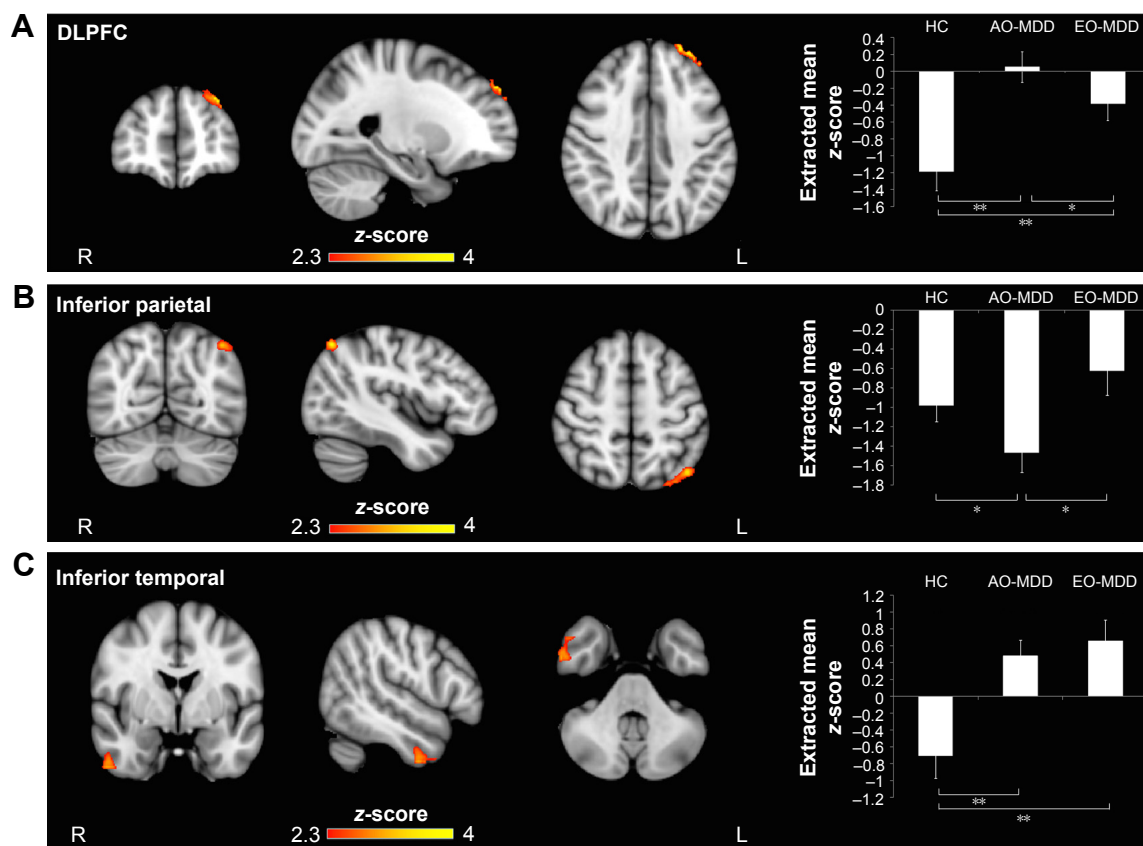 A
DLPFC
z-score
R
2.3
4
L
HC
AO-MDD
EO-MDD
Extracted mean
z-score
0.4
0.2
0
–0.2
–0.4
–0.6
–0.8
–1
–1.2
–1.4
–1.6
**
*
**
B
Inferior parietal
z-score
R
2.3
4
L
HC
AO-MDD
EO-MDD
Extracted mean
z-score
0
–0.2
–0.4
–0.6
–0.8
–1
–1.2
–1.4
–1.6
–1.8
*
*
C
Inferior temporal
z-score
R
2.3
4
L
HC
AO-MDD
EO-MDD
Extracted mean
z-score
1.2
1
0.8
0.6
0.4
0.2
0
–0.2
–0.4
–0.6
–0.8
–1
–1.2
**
**